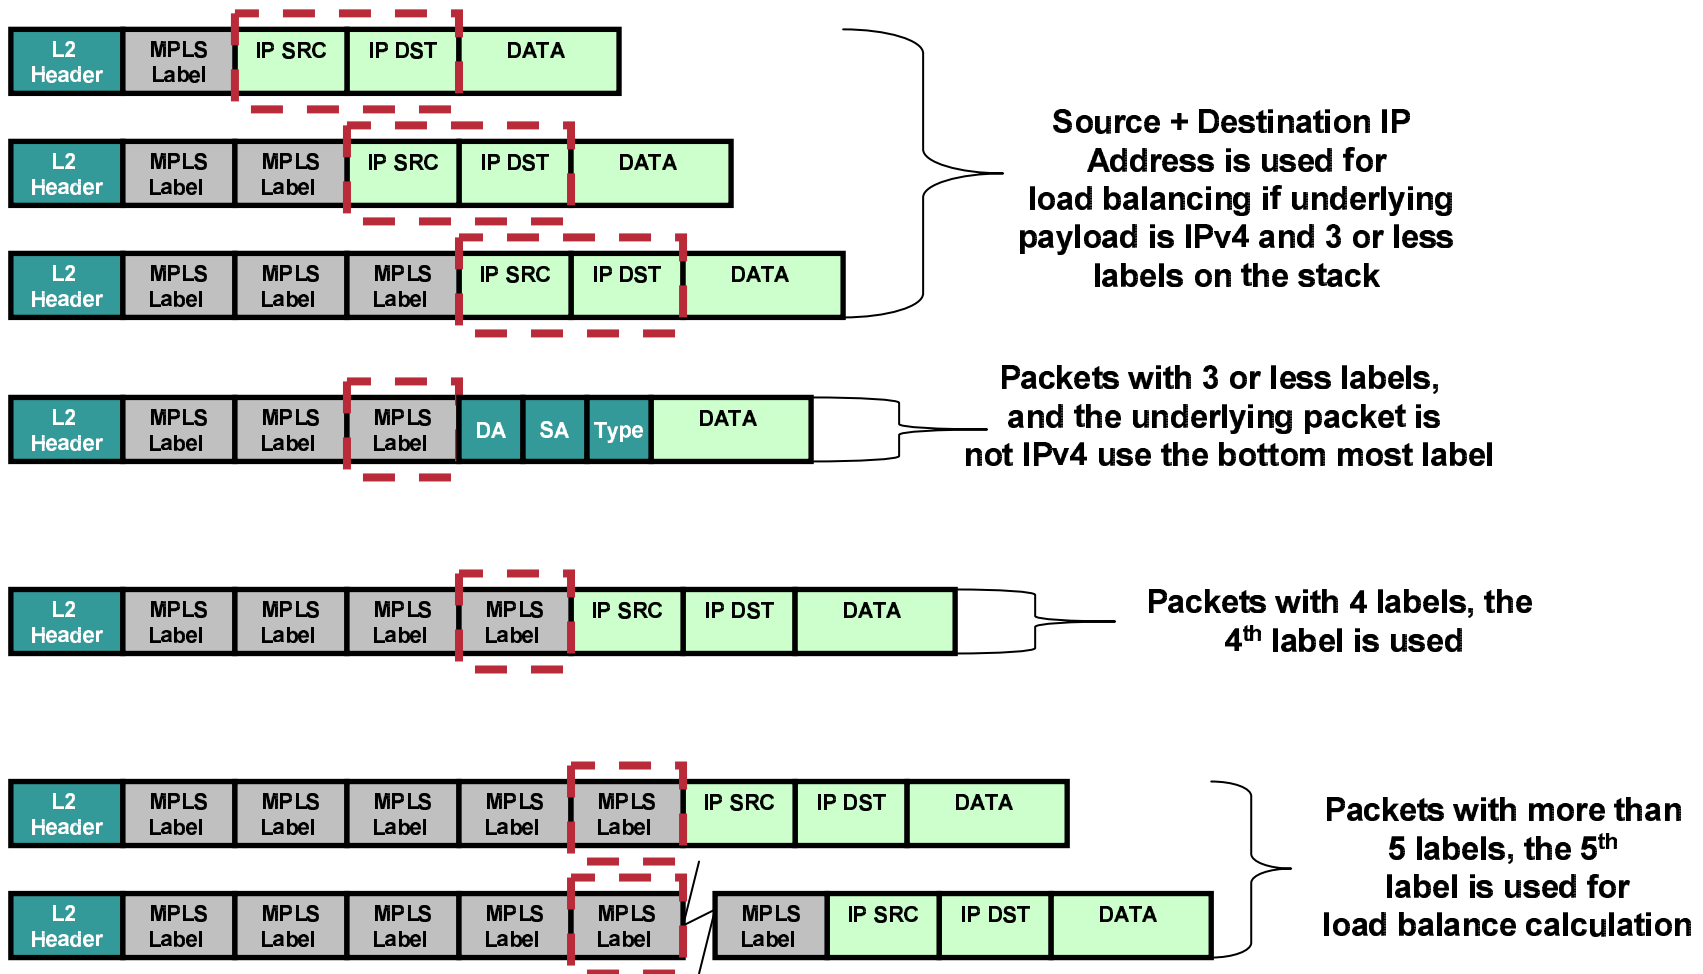 L2 Header MPLS Label IP SRC IP DST DATA
L2 Header MPLS Label MPLS Label IP SRC IP DST DATA
L2 Header MPLS Label MPLS Label MPLS Label IP SRC IP DST DATA
Source + Destination IP
Address is used for
load balancing if underlying
payload is IPv4 and 3 or less
labels on the stack
L2 Header MPLS Label MPLS Label MPLS Label DA SA Type DATA
Packets with 3 or less labels,
and the underlying packet is
not IPv4 use the bottom most label
L2 Header MPLS Label MPLS Label MPLS Label MPLS Label IP SRC IP DST DATA
Packets with 4 labels, the
4th label is used
L2 Header MPLS Label MPLS Label MPLS Label MPLS Label MPLS Label IP SRC IP DST DATA
L2 Header MPLS Label MPLS Label MPLS Label MPLS Label MPLS Label MPLS Label IP SRC IP DST DATA
Packets with more than
5 labels, the 5th
label is used for
load balance calculation